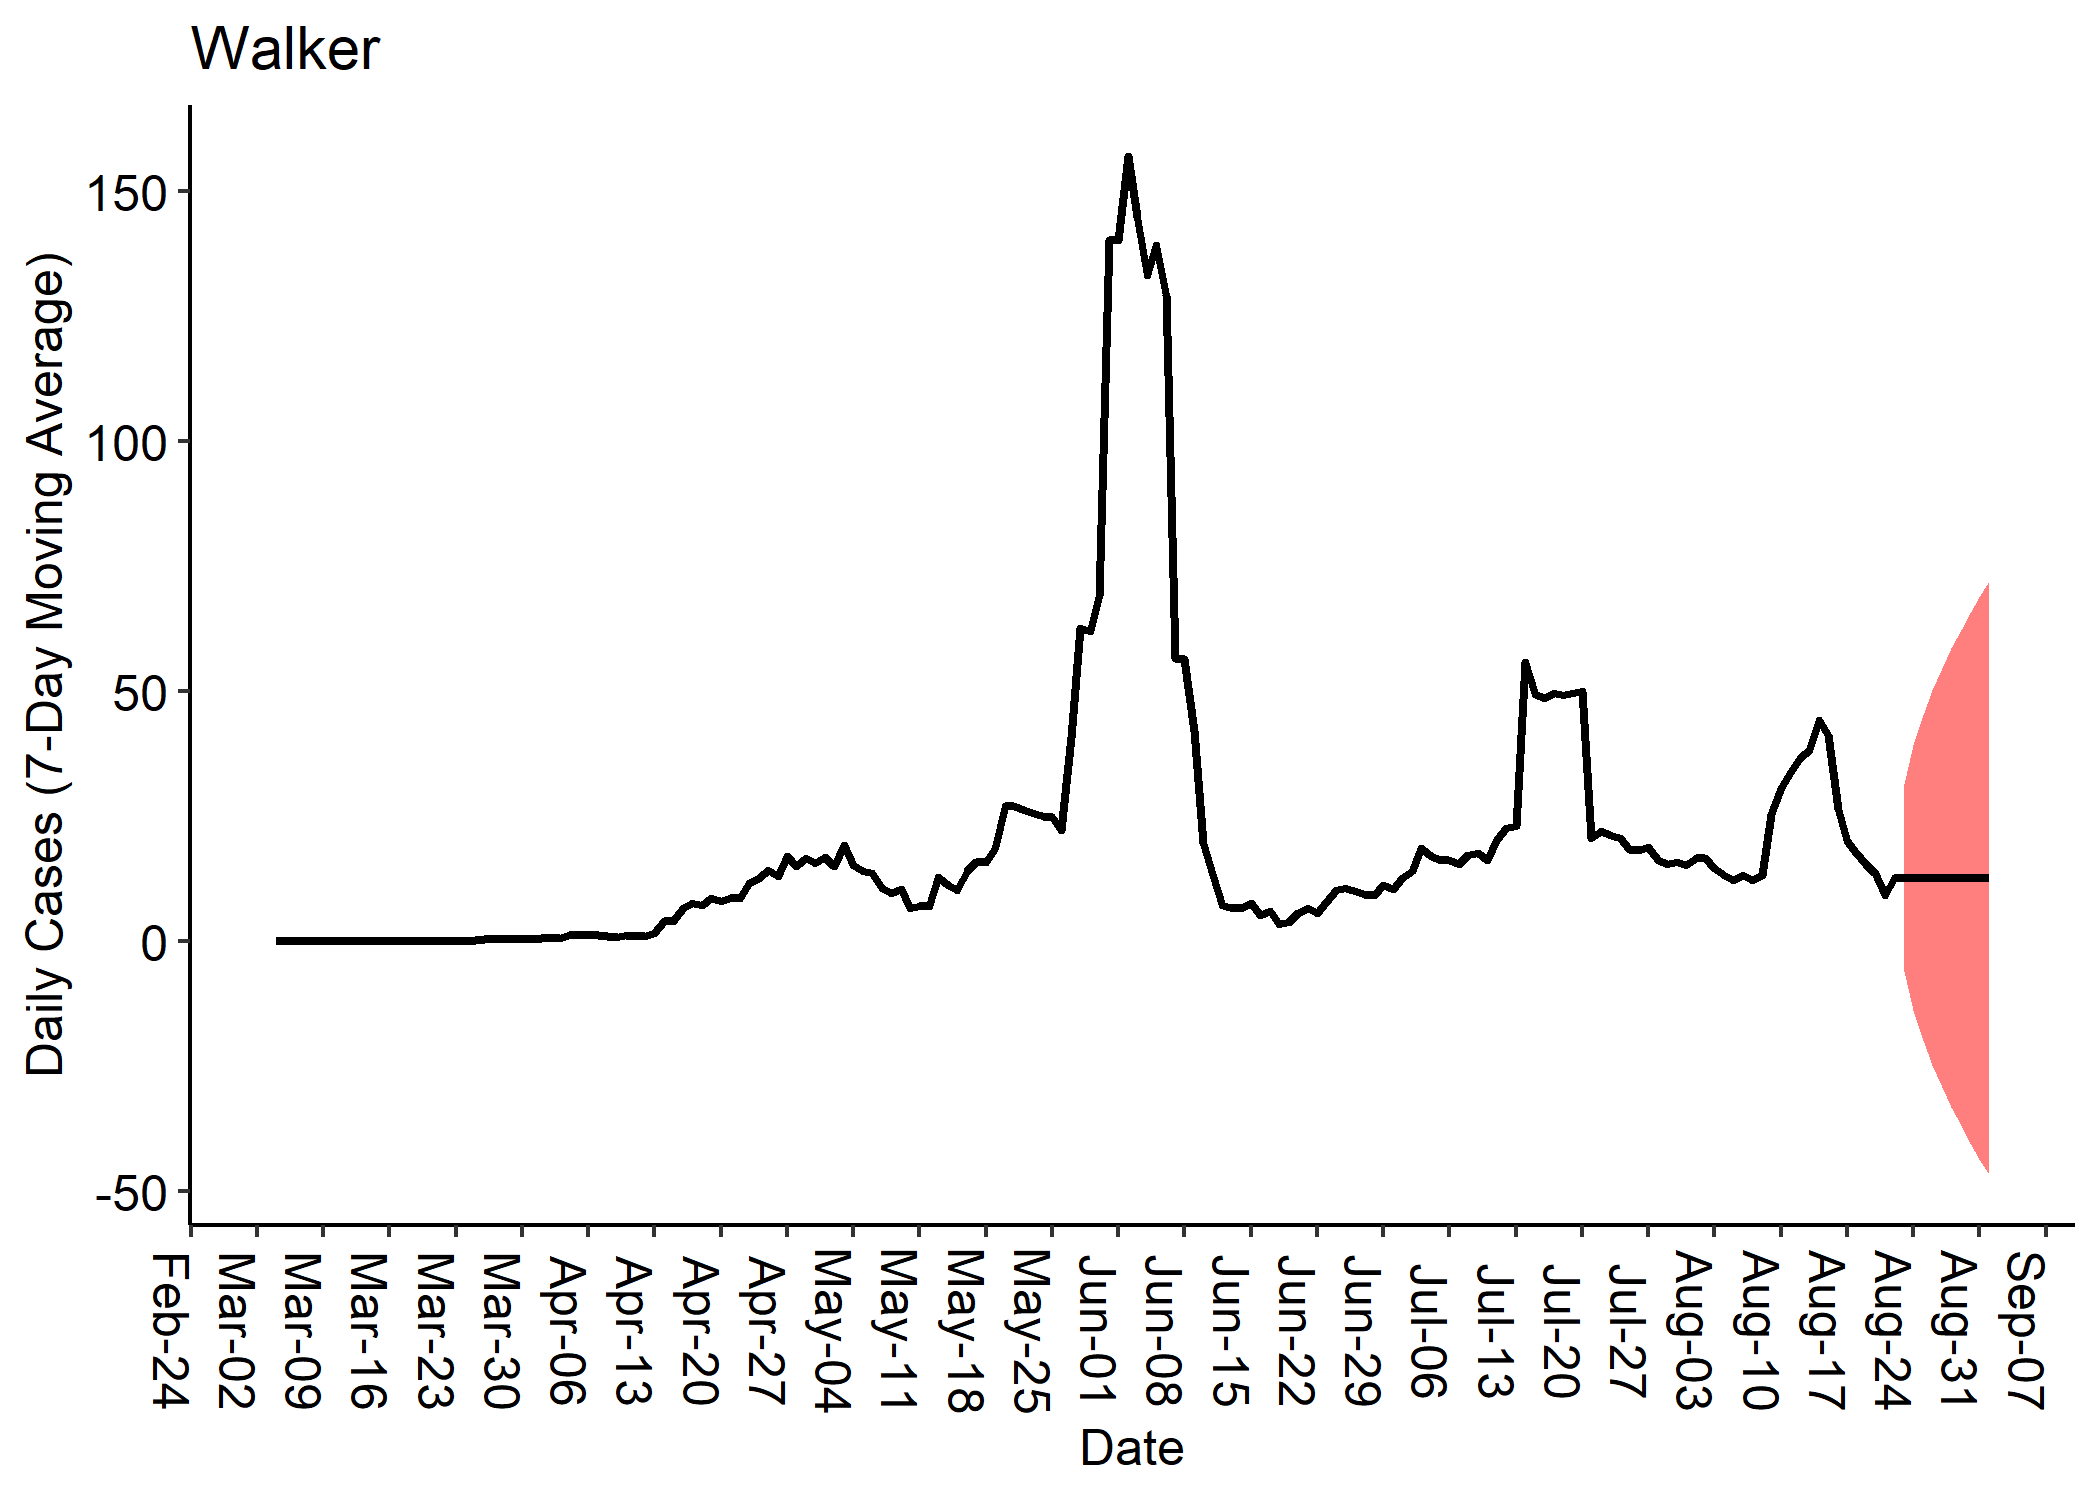 Walker
Daily Cases (7-Day Moving Average)
150
100
50
0
-50
Feb-24
Mar-02
Mar-09
Mar-16
Mar-23
Mar-30
Apr-06
Apr-13
Apr-20
Apr-27
May-04
May-11
May-18
May-25
Jun-01
Jun-08
Jun-15
Jun-22
Jun-29
Jul-06
Jul-13
Jul-20
Jul-27
Aug-03
Aug-10
Aug-17
Aug-24
Aug-31
Sep-07
Date